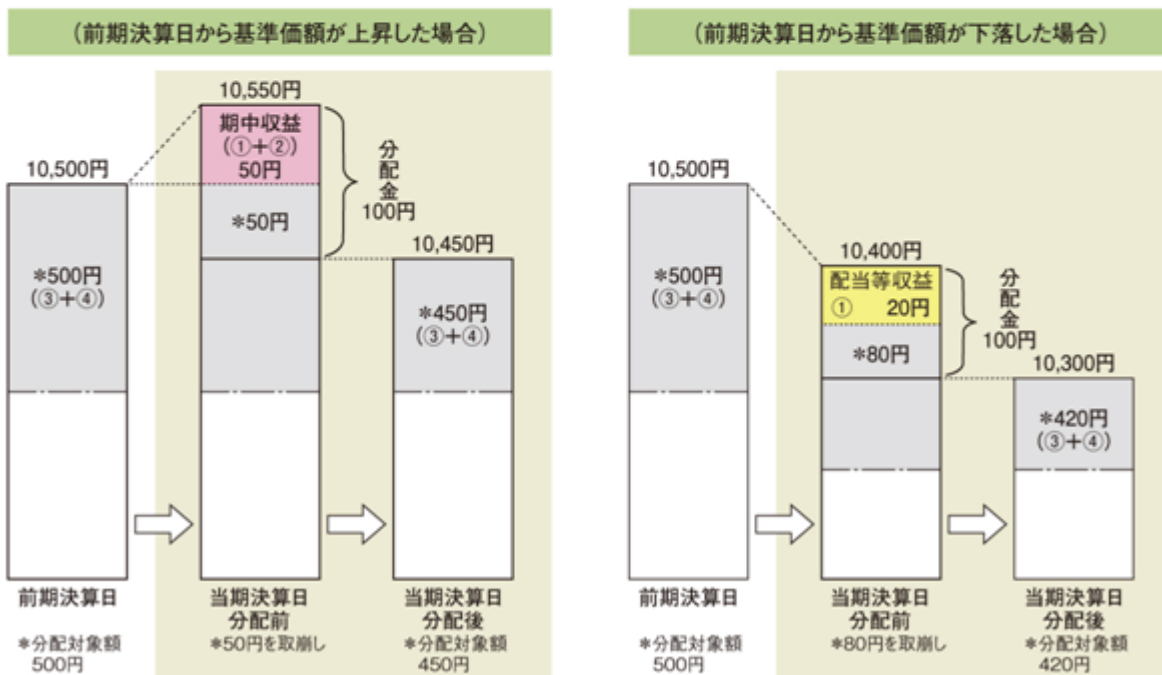 (前期決算日から基準価額が上昇した場合)
10,550円
期中収益
(①+②)
50円
*50円
分配金
100円
10,500円
*500円
(③+④)
10,450円
*450円
(③+④)
前期決算日
*分配対象額
500円
当期決算日
分配前
*50円を取崩し
当期決算日
分配後
*分配対象額
450円
(前期決算日から基準価額が下落した場合)
10,500円
*500円
(③+④)
10,400円
配当等収益
① 20円
*80円
分配金
100円
10,300円
*420円
(③+④)
前期決算日
*分配対象額
500円
当期決算日
分配前
*80円を取崩し
当期決算日
分配後
*分配対象額
420円